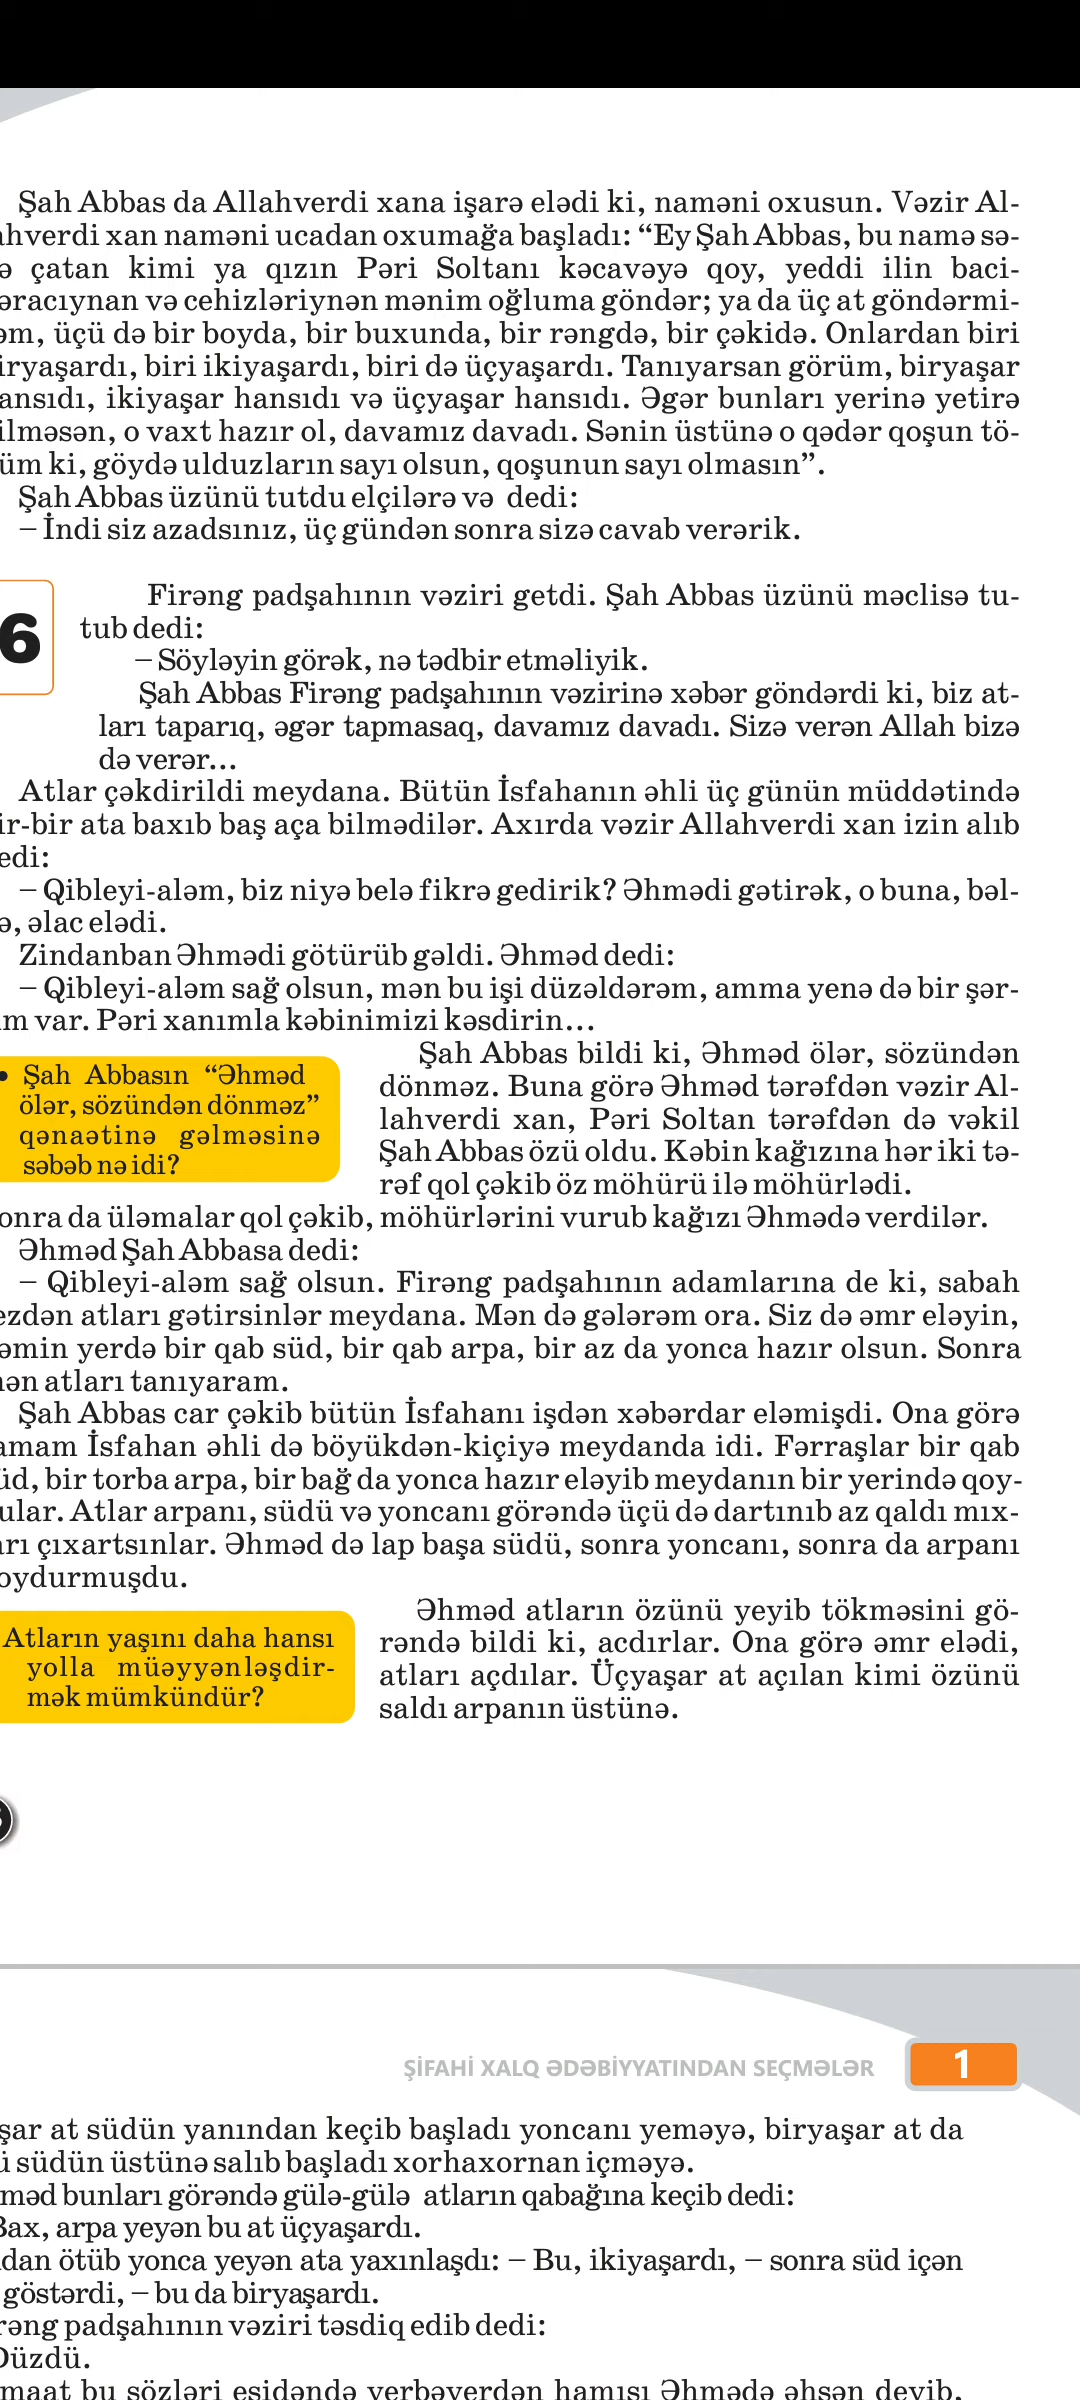 Şah Abbas da Allahverdi xana işarə elədi ki, naməni oxusun. Vəzir Al-
ahverdi xan naməni ucadan oxumağa başladı: “Ey Şah Abbas, bu namə sə-
ə çatan kimi ya qızın Pəri Soltanı kəcavəyə qoy, yeddi ilin baci-
əracıynan və cehizləriynən mənim oğluma göndər; ya da üç at göndərmi-
əm, üçü də bir boyda, bir buxunda, bir rəngdə, bir çəkidə. Onlardan biri
iryaşardı, biri ikiyaşardı, biri də üçyaşardı. Tanıyarsan görüm, biryaşar
ansıdı, ikiyaşar hansıdı və üçyaşar hansıdı. Əgər bunları yerinə yetirə
ilməsən, o vaxt hazır ol, davamız davadı. Sənin üstünə o qədər qoşun tö-
üm ki, göydə ulduzların sayı olsun, qoşunun sayı olmasın”.
Şah Abbas üzünü tutdu elçilərə və dedi:
– İndi siz azadsınız, üç gündən sonra sizə cavab verərik.
6
Firəng padşahının vəziri getdi. Şah Abbas üzünü məclisə tu-
tub dedi:
– Söyləyin görək, nə tədbir etməliyik.
Şah Abbas Firəng padşahının vəzirinə xəbər göndərdi ki, biz at-
ları taparıq, əgər tapmasaq, davamız davadı. Sizə verən Allah bizə
də verər...
Atlar çəkdirildi meydana. Bütün İsfahanın əhli üç günün müddətində
ir-bir ata baxıb baş aça bilmədilər. Axırda vəzir Allahverdi xan izin alıb
edi:
– Qibleyi-aləm, biz niyə belə fikrə gedirik? Əhmədi gətirək, o buna, bəl-
ə, əlac elədi.
Zindanban Əhmədi götürüb gəldi. Əhməd dedi:
– Qibleyi-aləm sağ olsun, mən bu işi düzəldərəm, amma yenə də bir şər-
im var. Pəri xanımla kəbinimizi kəsdirin...
• Şah Abbasın “Əhməd
ölər, sözündən dönməz”
qənaətinə gəlməsinə
səbəb nə idi?
Şah Abbas bildi ki, Əhməd ölər, sözündən
dönməz. Buna görə Əhməd tərəfdən vəzir Al-
lahverdi xan, Pəri Soltan tərəfdən də vəkil
Şah Abbas özü oldu. Kəbin kağızına hər iki tə-
rəf qol çəkib öz möhürü ilə möhürlədi.
onra da üləmalar qol çəkib, möhürlərini vurub kağızı Əhmədə verdilər.
Əhməd Şah Abbasa dedi:
– Qibleyi-aləm sağ olsun. Firəng padşahının adamlarına de ki, sabah
ezdən atları gətirsinlər meydana. Mən də gələrəm ora. Siz də əmr eləyin,
əmin yerdə bir qab süd, bir qab arpa, bir az da yonca hazır olsun. Sonra
ən atları tanıyaram.
Şah Abbas car çəkib bütün İsfahanı işdən xəbərdar eləmişdi. Ona görə
amam İsfahan əhli də böyükdən-kiçiyə meydanda idi. Fərraşlar bir qab
üd, bir torba arpa, bir bağ da yonca hazır eləyib meydanın bir yerində qoy-
ular. Atlar arpanı, südü və yoncanı görəndə üçü də dartınıb az qaldı mıx-
arı çıxartsınlar. Əhməd də lap başa südü, sonra yoncanı, sonra da arpanı
oydurmuşdu.
Atların yaşını daha hansı
yolla müəyyənləşdir-
mək mümkündür?
Əhməd atların özünü yeyib tökməsini gö-
rəndə bildi ki, acdırlar. Ona görə əmr elədi,
atları açdılar. Üçyaşar at açılan kimi özünü
saldı arpanın üstünə.
ŞİFAHİ XALQ ƏDƏBİYYATINDAN SEÇMƏLƏR 1
şar at südün yanından keçib başladı yoncanı yeməyə, biryaşar at da
ü südün üstünə salıb başladı xorhaxornan içməyə.
məd bunları görəndə gülə-gülə atların qabağına keçib dedi:
Bax, arpa yeyən bu at üçyaşardı.
dan ötüb yonca yeyən ata yaxınlaşdı: – Bu, ikiyaşardı, – sonra süd içən
göstərdi, – bu da biryaşardı.
rəng padşahının vəziri təsdiq edib dedi:
Düzdü.
maat bu sözləri eşidəndə yerbəyerdən hamısı Əhmədə əhsən deyib,